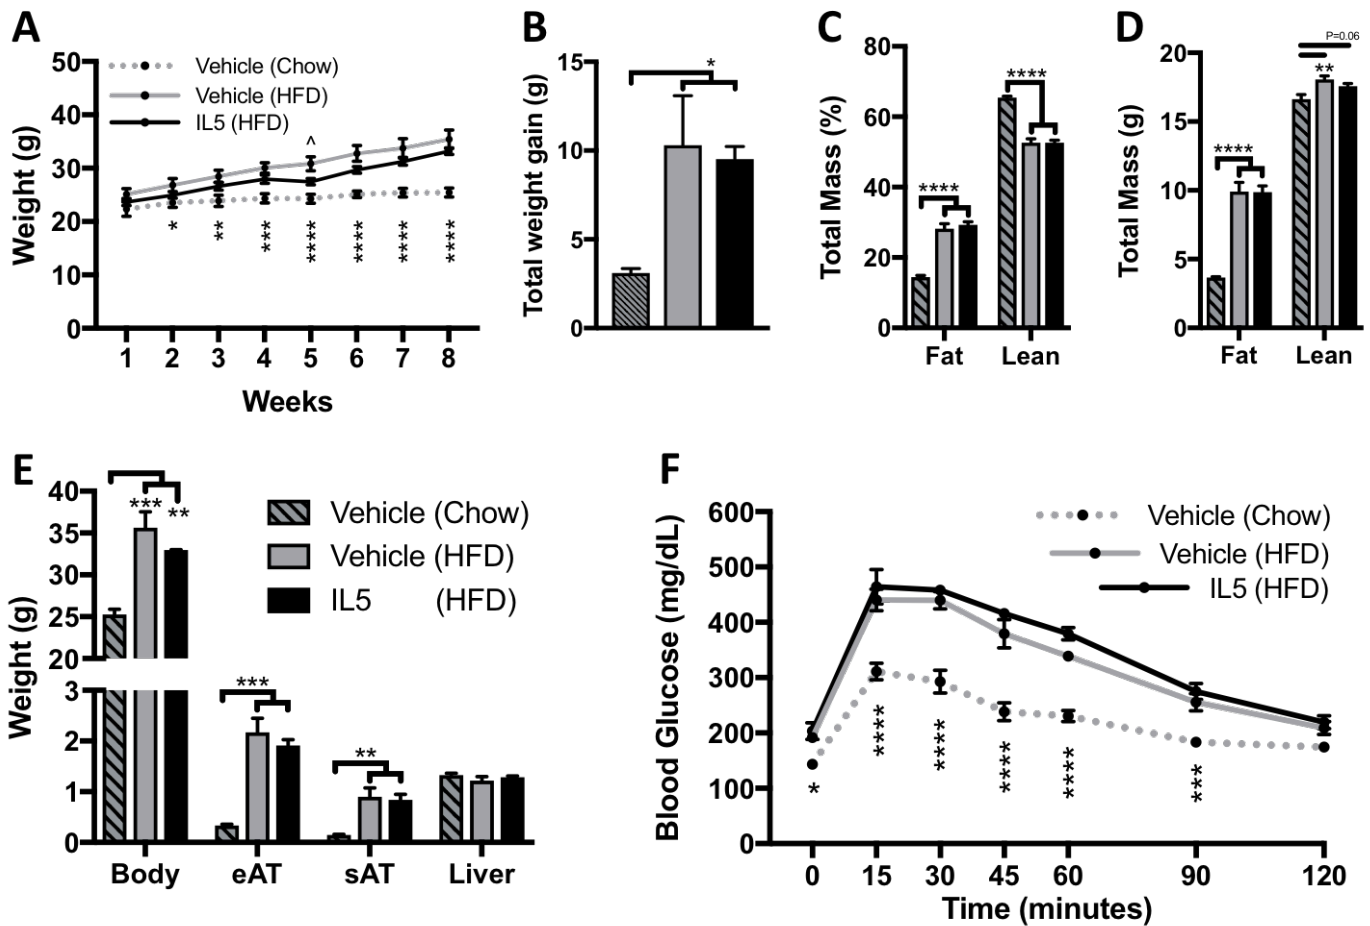 A
Weight (g)
50
40
30
20
10
0
Vehicle (Chow)
Vehicle (HFD)
IL5 (HFD)
^
* ** *** **** **** **** ****
1 2 3 4 5 6 7 8
Weeks
B
Total weight gain (g)
15
10
5
0
*
C
Total Mass (%)
80
60
40
20
0
****
****
Fat Lean
D
Total Mass (g)
20
15
10
5
0
P=0.06
**
****
Fat Lean
E
Weight (g)
40
35
30
25
20
3
2
1
0
*** **
***
**
Vehicle (Chow)
Vehicle (HFD)
IL5 (HFD)
Body eAT sAT Liver
F
Blood Glucose (mg/dL)
600
500
400
300
200
100
0
Vehicle (Chow)
Vehicle (HFD)
IL5 (HFD)
* **** **** **** **** ***
0 15 30 45 60 90 120
Time (minutes)